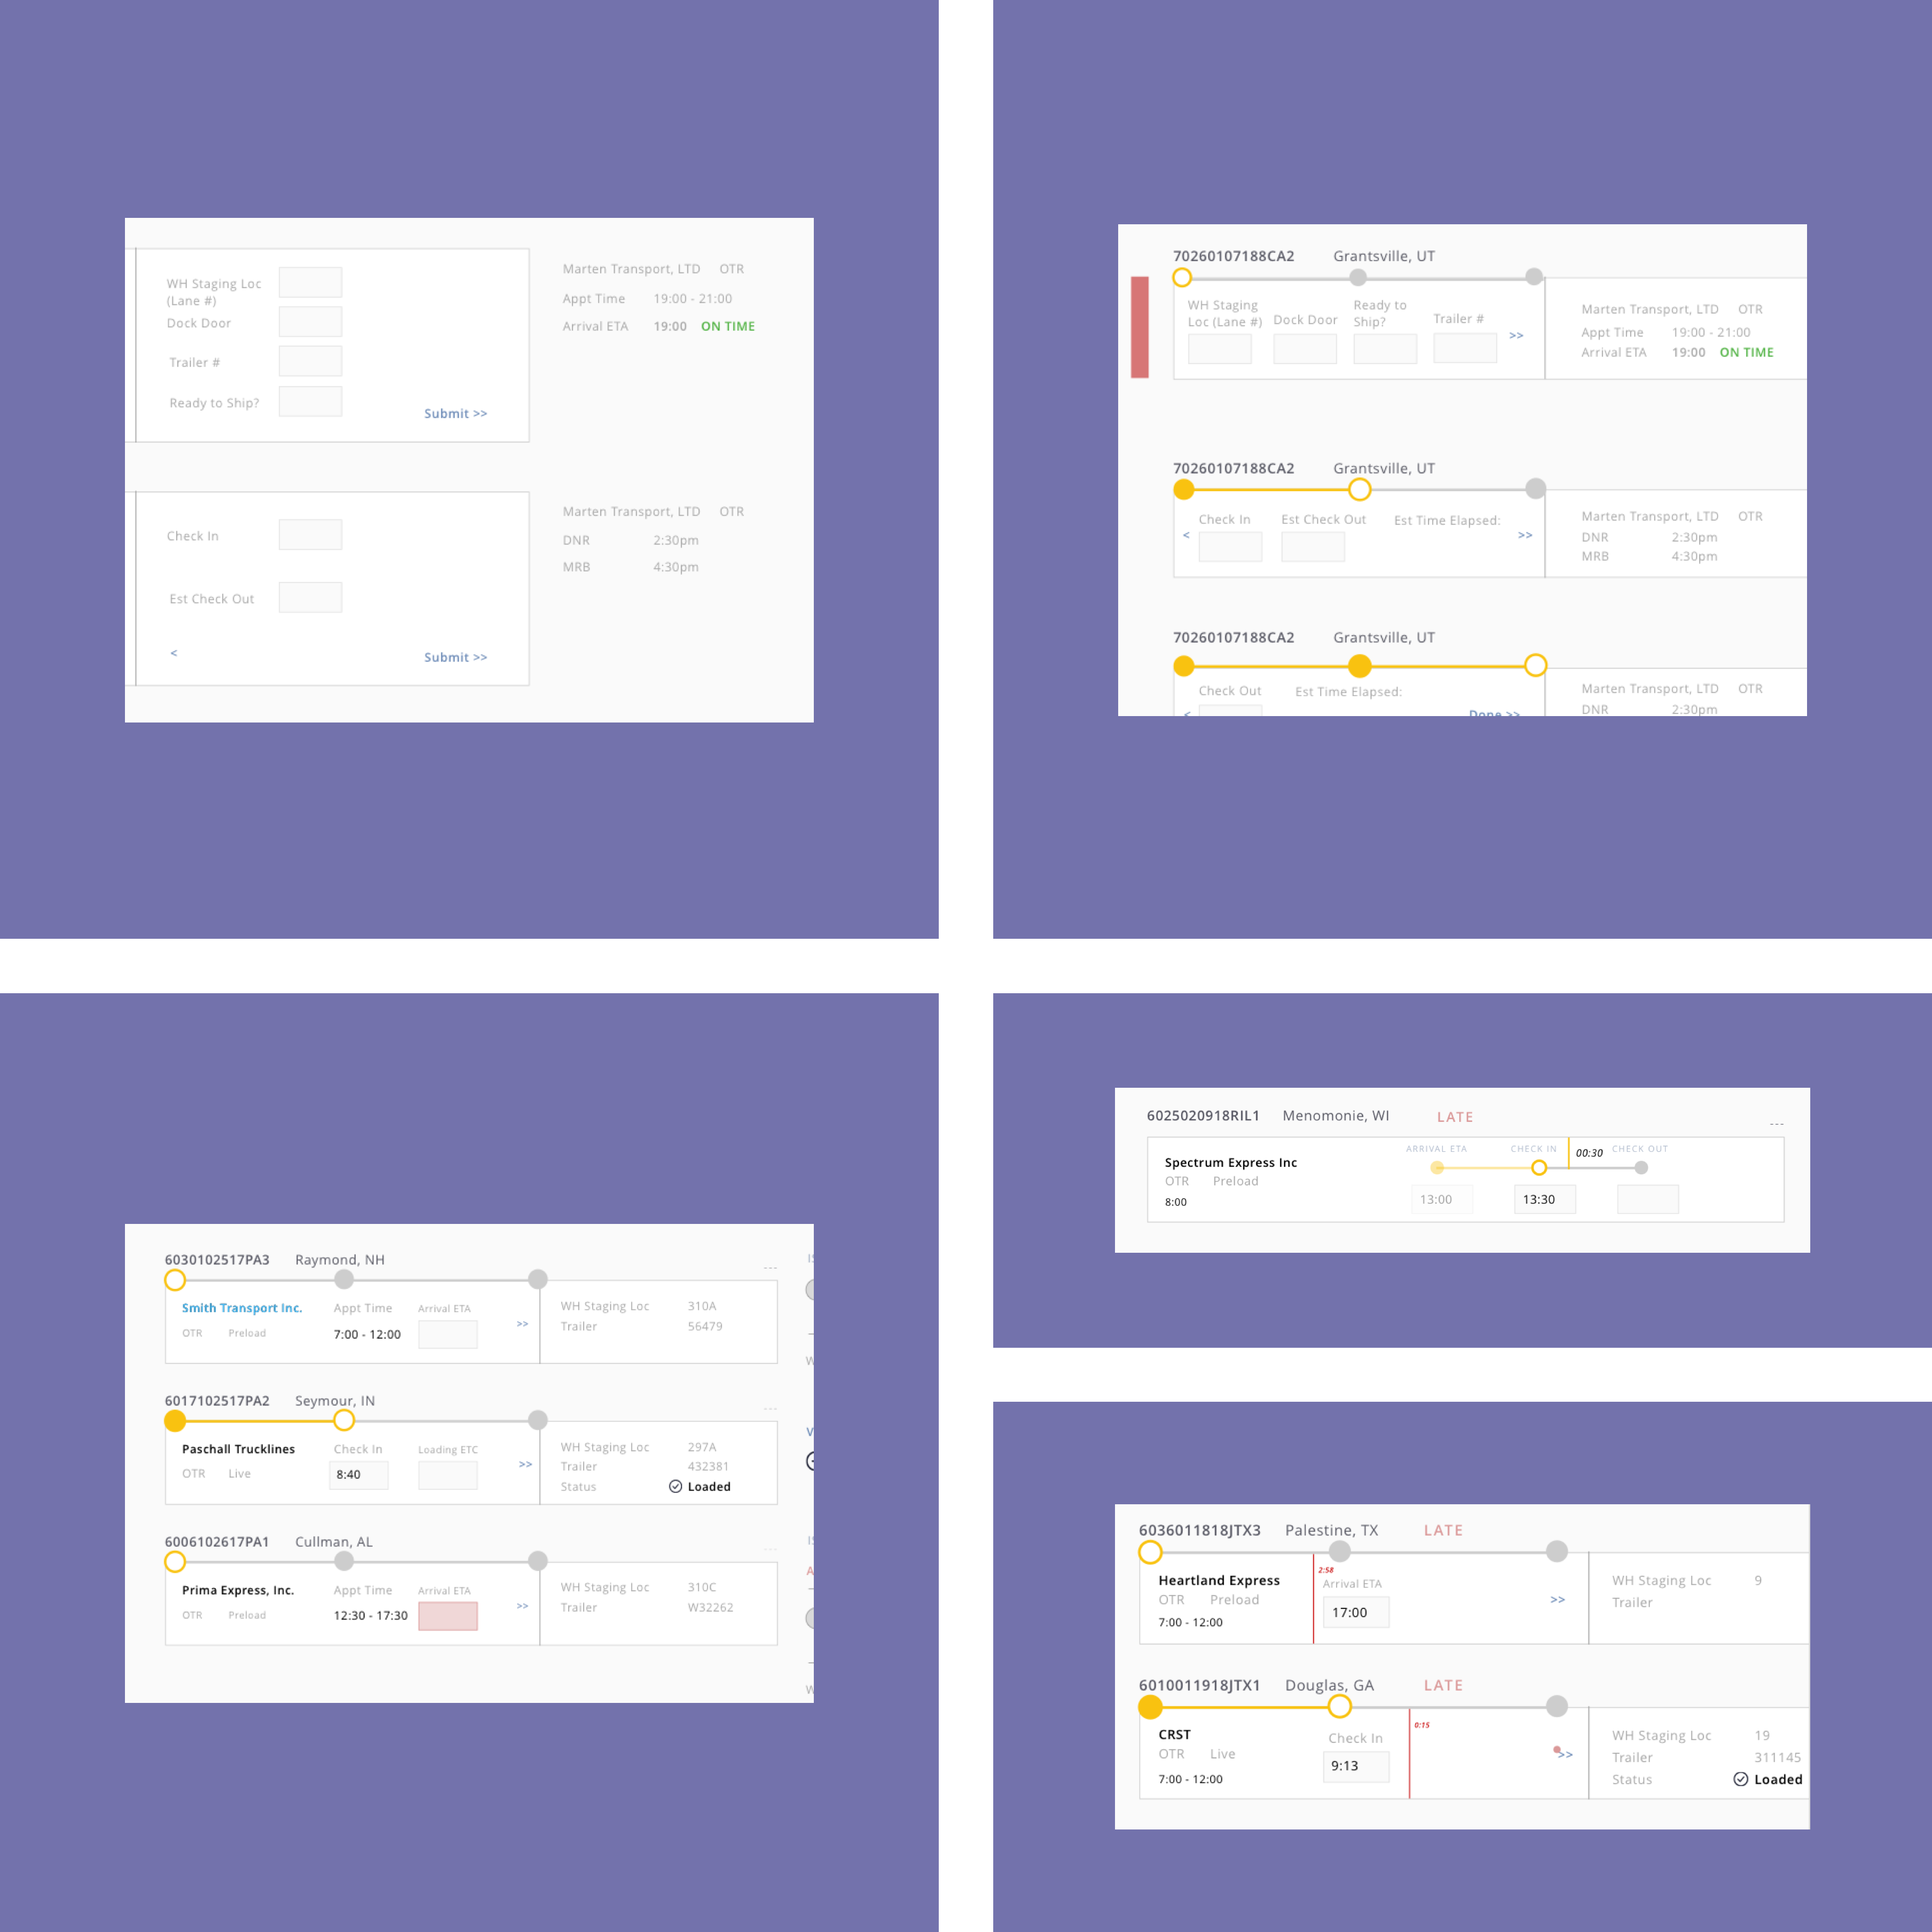 WH Staging Loc
(Lane #)
Dock Door
Trailer #
Ready to Ship?
Submit >>
Marten Transport, LTD OTR
Appt Time 19:00 - 21:00
Arrival ETA 19:00 ON TIME
Check In
Est Check Out
< Submit >>
Marten Transport, LTD OTR
DNR 2:30pm
MRB 4:30pm
70260107188CA2 Grantsville, UT
WH Staging
Loc (Lane #) Dock Door Ready to
Ship? Trailer # >>
Marten Transport, LTD OTR
Appt Time 19:00 - 21:00
Arrival ETA 19:00 ON TIME
70260107188CA2 Grantsville, UT
Check In Est Check Out Est Time Elapsed:
< >>
Marten Transport, LTD OTR
DNR 2:30pm
MRB 4:30pm
70260107188CA2 Grantsville, UT
Check Out Est Time Elapsed:
< Done >>
Marten Transport, LTD OTR
DNR 2:30pm
6030102517PA3 Raymond, NH ---
Smith Transport Inc. Appt Time Arrival ETA
OTR Preload 7:00 - 12:00 >>
WH Staging Loc 310A
Trailer 56479
6017102517PA2 Seymour, IN ---
Paschall Trucklines Check In Loading ETC
OTR Live 8:40 >>
WH Staging Loc 297A
Trailer 432381
Status Loaded
6006102617PA1 Cullman, AL ---
Prima Express, Inc. Appt Time Arrival ETA
OTR Preload 12:30 - 17:30 >>
WH Staging Loc 310C
Trailer W32262
6025020918RIL1 Menomonie, WI LATE ---
Spectrum Express Inc
OTR Preload
8:00
ARRIVAL ETA CHECK IN 00:30 CHECK OUT
13:00 13:30
6036011818JTX3 Palestine, TX LATE
Heartland Express
OTR Preload
7:00 - 12:00
2:58
Arrival ETA
17:00 >>
WH Staging Loc 9
Trailer
6010011918JTX1 Douglas, GA LATE
CRST
OTR Live
7:00 - 12:00
Check In
9:13
0:15
>>
WH Staging Loc 19
Trailer 311145
Status Loaded